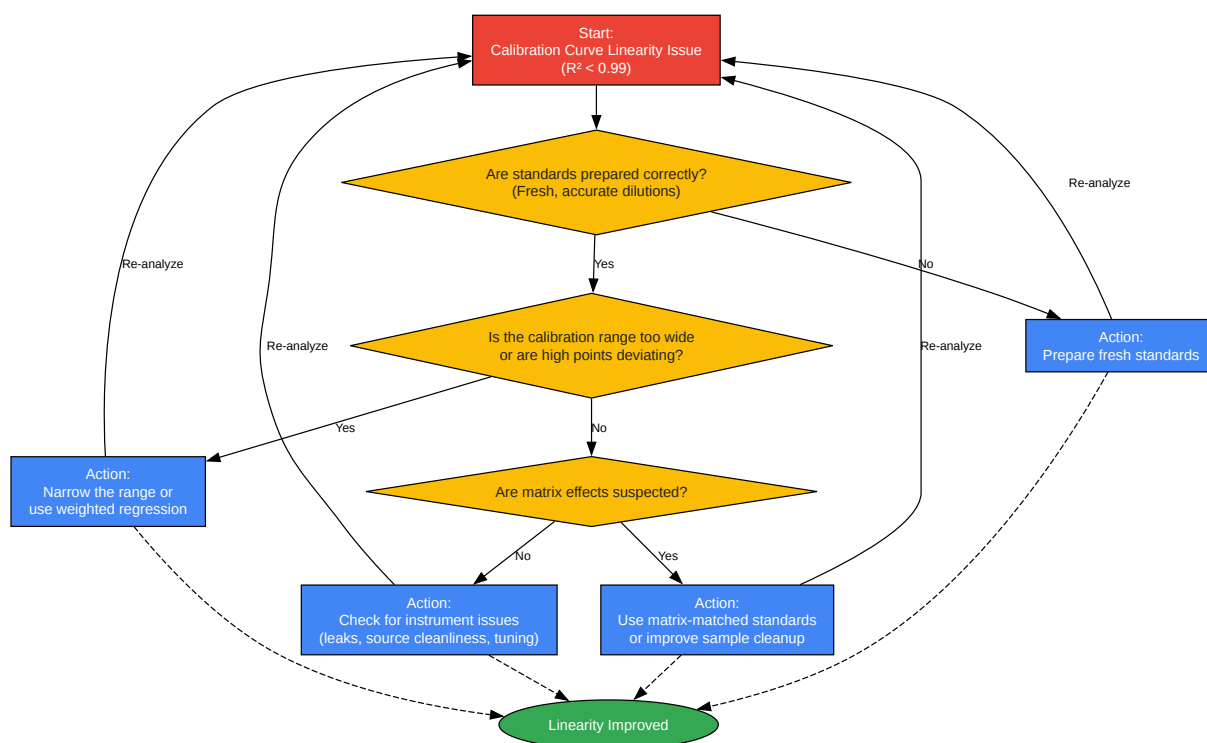 Start:
Calibration Curve Linearity Issue
(R² < 0.99)
Are standards prepared correctly?
(Fresh, accurate dilutions)
Re-analyze
Re-analyze
Yes
No
Is the calibration range too wide
or are high points deviating?
Re-analyze
Re-analyze
Action:
Prepare fresh standards
Yes
No
Action:
Narrow the range or
use weighted regression
Are matrix effects suspected?
No
Yes
Action:
Check for instrument issues
(leaks, source cleanliness, tuning)
Action:
Use matrix-matched standards
or improve sample cleanup
Linearity Improved